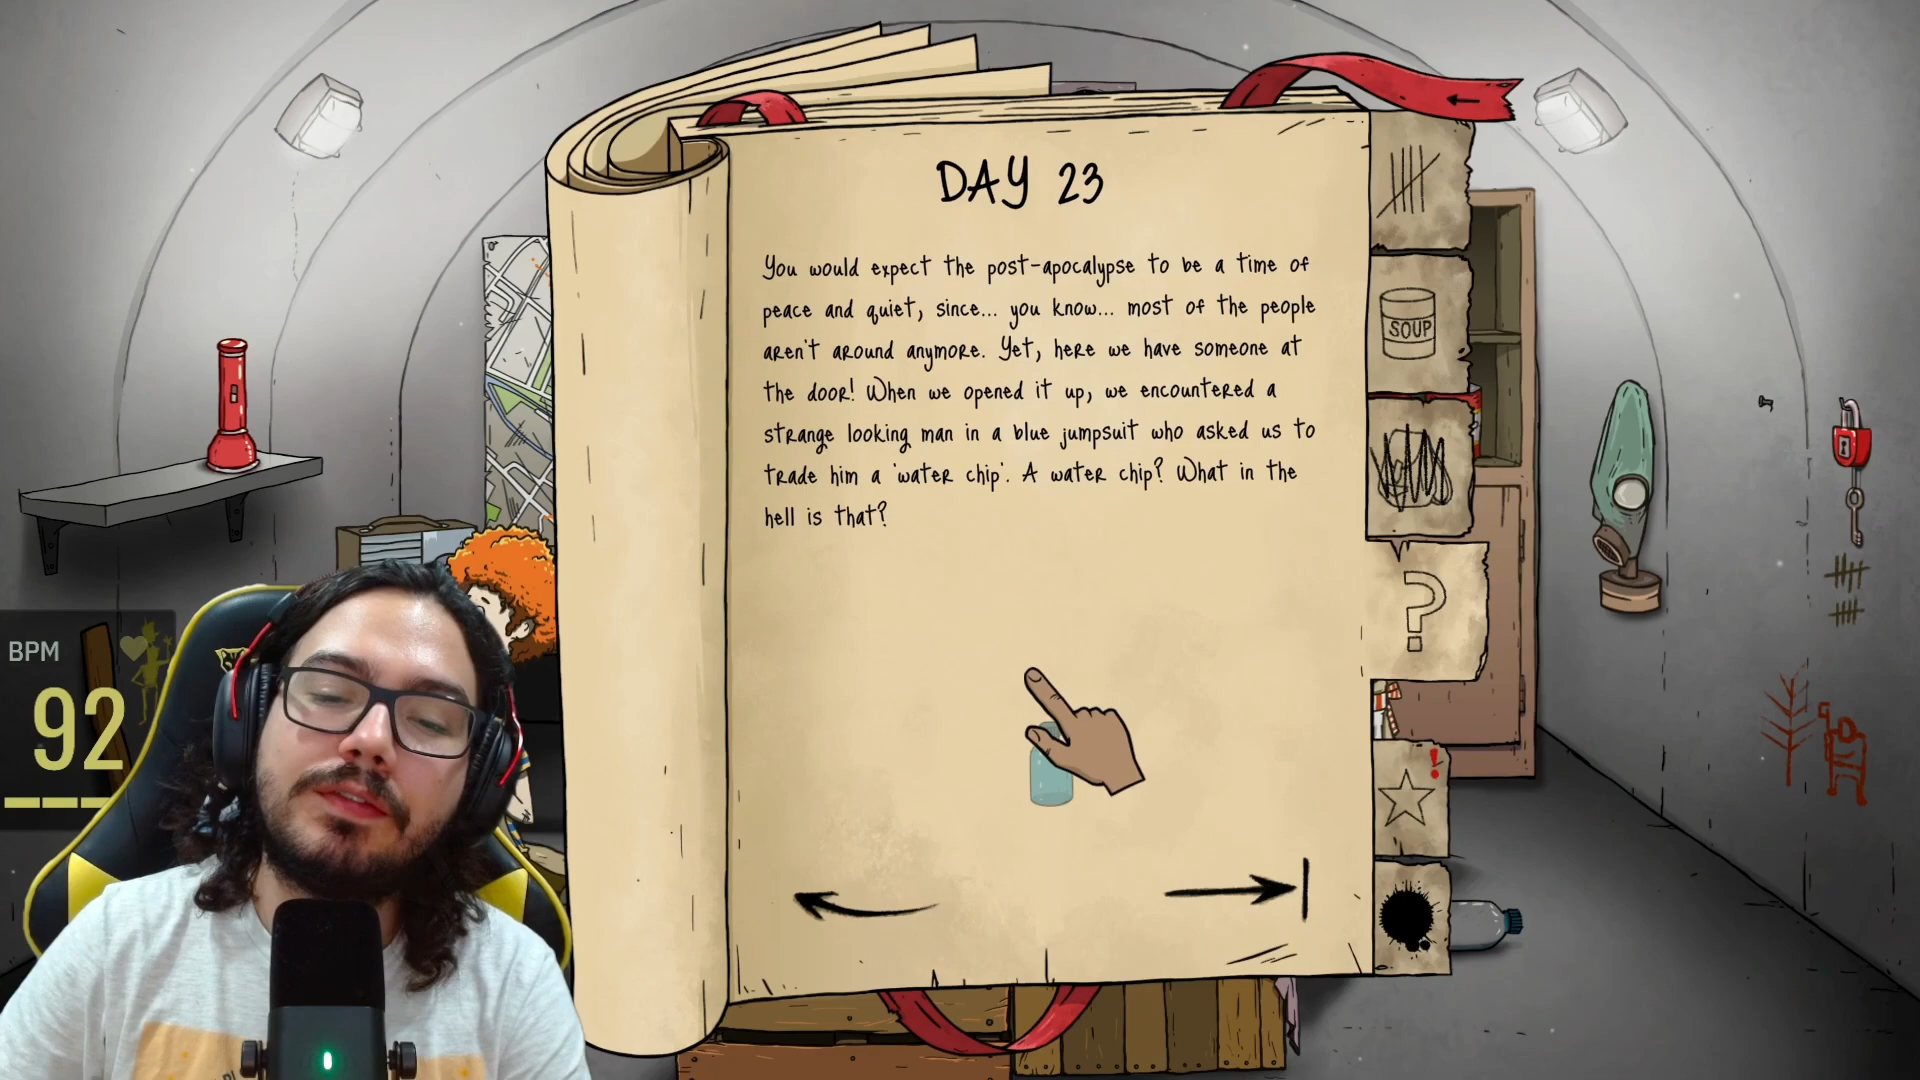 DAY 23
You would expect the post-apocalypse to be a time of
peace and quiet, since... you know... most of the people
aren't around anymore. Yet, here we have someone at
the door! When we opened it up, we encountered a
strange looking man in a blue jumpsuit who asked us to
trade him a 'water chip'. A water chip? What in the
hell is that?
SOUP
!
?
BPM
92